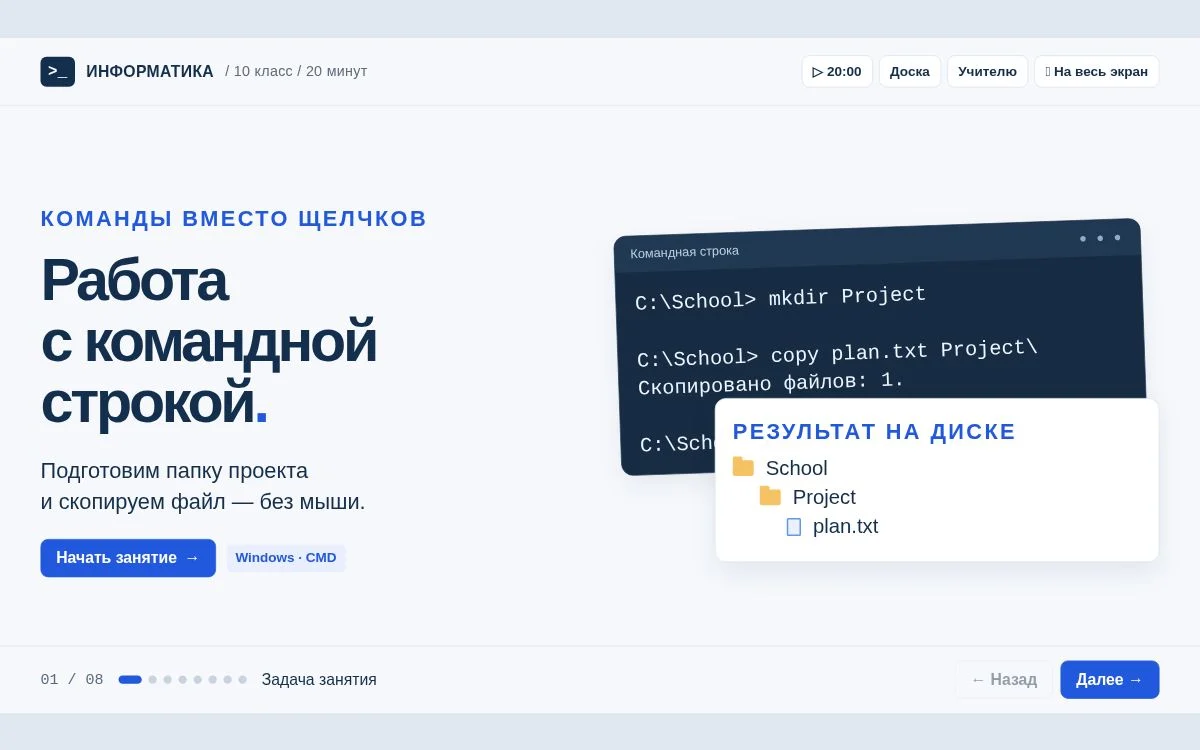 >_ ИНФОРМАТИКА / 10 класс / 20 минут
▷ 20:00 Доска Учителю На весь экран
КОМАНДЫ ВМЕСТО ЩЕЛЧКОВ
Работа
с командной
строкой.
Подготовим папку проекта
и скопируем файл — без мыши.
Начать занятие →
Windows · CMD
Командная строка
C:\School> mkdir Project
C:\School> copy plan.txt Project\
Скопировано файлов: 1.
C:\Sch
РЕЗУЛЬТАТ НА ДИСКЕ
School
Project
plan.txt
01 / 08 Задача занятия
← Назад Далее →